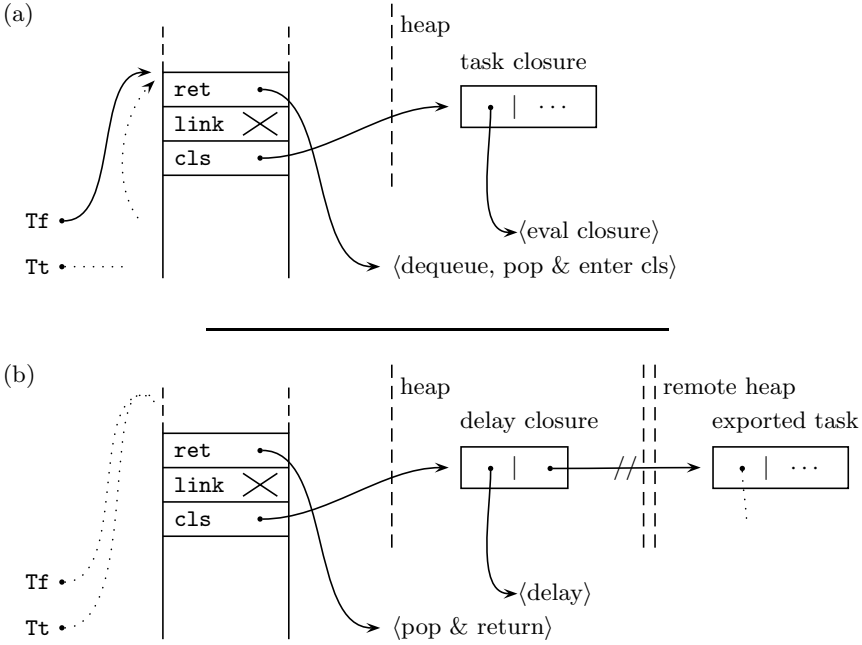 (a)
heap
task closure
ret
link
cls
| ···
Tf
⟨eval closure⟩
Tt
⟨dequeue, pop & enter cls⟩
(b)
heap
remote heap
delay closure
exported task
ret
link
cls
|
//
| ···
Tf
⟨delay⟩
Tt
⟨pop & return⟩